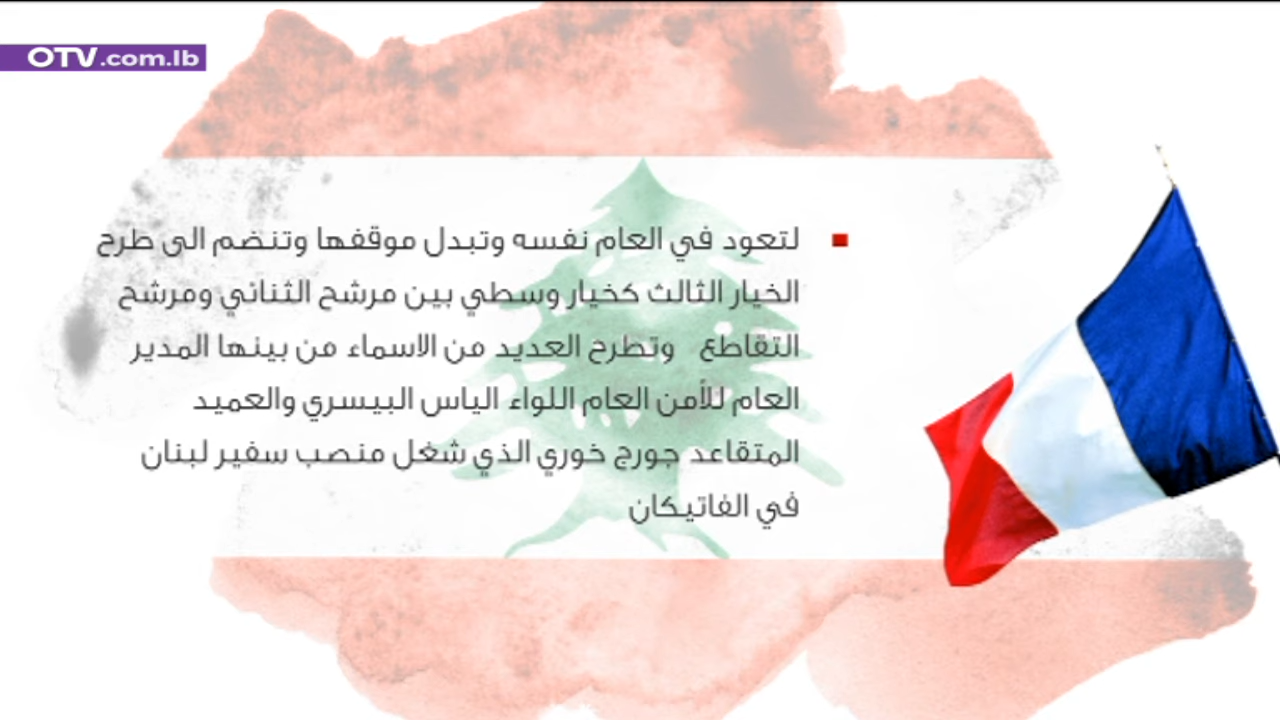 OTV.com.lb
لتعود في العام نفسه وتبدل موقفها وتنضم الى طرح
الخيار الثالث كخيار وسطي بين مرشح الثنائي ومرشح
التقاطع وتطرح العديد من الاسماء من بينها المدير
العام للأمن العام اللواء الياس البيسري والعميد
المتقاعد جورج خوري الذي شغل منصب سفير لبنان
في الفاتيكان